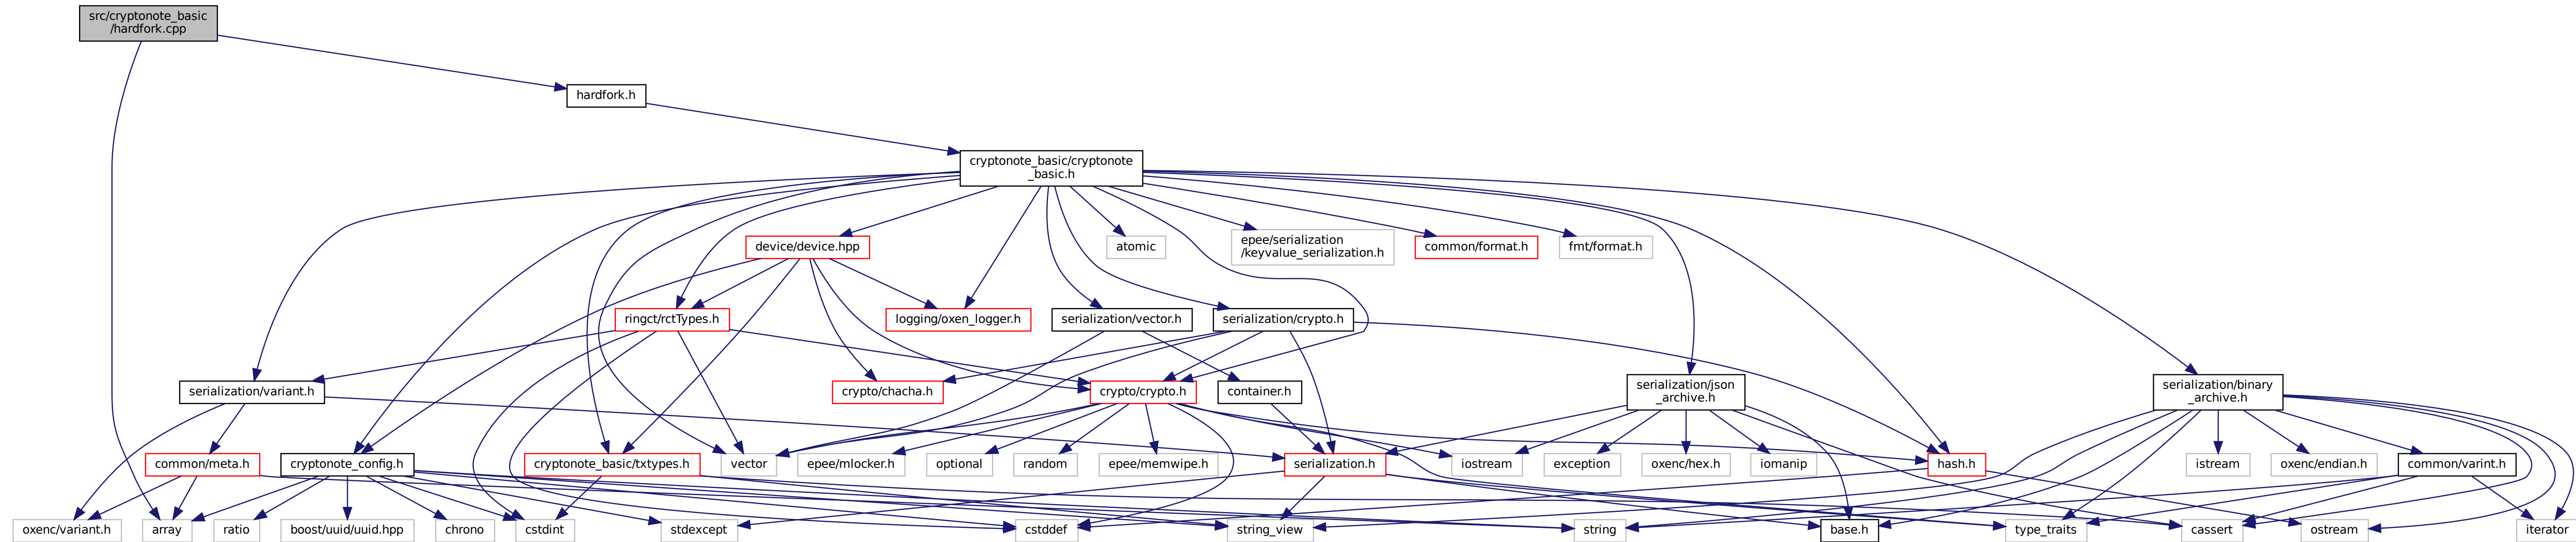 src/cryptonote_basic
/hardfork.cpp
hardfork.h
cryptonote_basic/cryptonote
_basic.h
device/device.hpp
atomic
epee/serialization
/keyvalue_serialization.h
common/format.h
fmt/format.h
ringct/rctTypes.h
logging/oxen_logger.h
serialization/vector.h
serialization/crypto.h
serialization/variant.h
crypto/chacha.h
crypto/crypto.h
container.h
serialization/json
_archive.h
serialization/binary
_archive.h
common/meta.h
cryptonote_config.h
cryptonote_basic/txtypes.h
vector
epee/mlocker.h
optional
random
epee/memwipe.h
serialization.h
iostream
exception
oxenc/hex.h
iomanip
hash.h
istream
oxenc/endian.h
common/varint.h
oxenc/variant.h
array
ratio
boost/uuid/uuid.hpp
chrono
cstdint
stdexcept
cstddef
string_view
string
base.h
type_traits
cassert
ostream
iterator